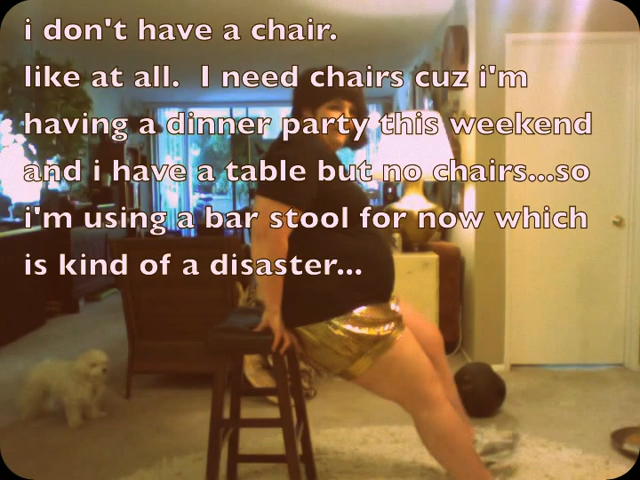 i don't have a chair.
like at all. I need chairs cuz i'm
having a dinner party this weekend
and i have a table but no chairs...so
i'm using a bar stool for now which
is kind of a disaster...